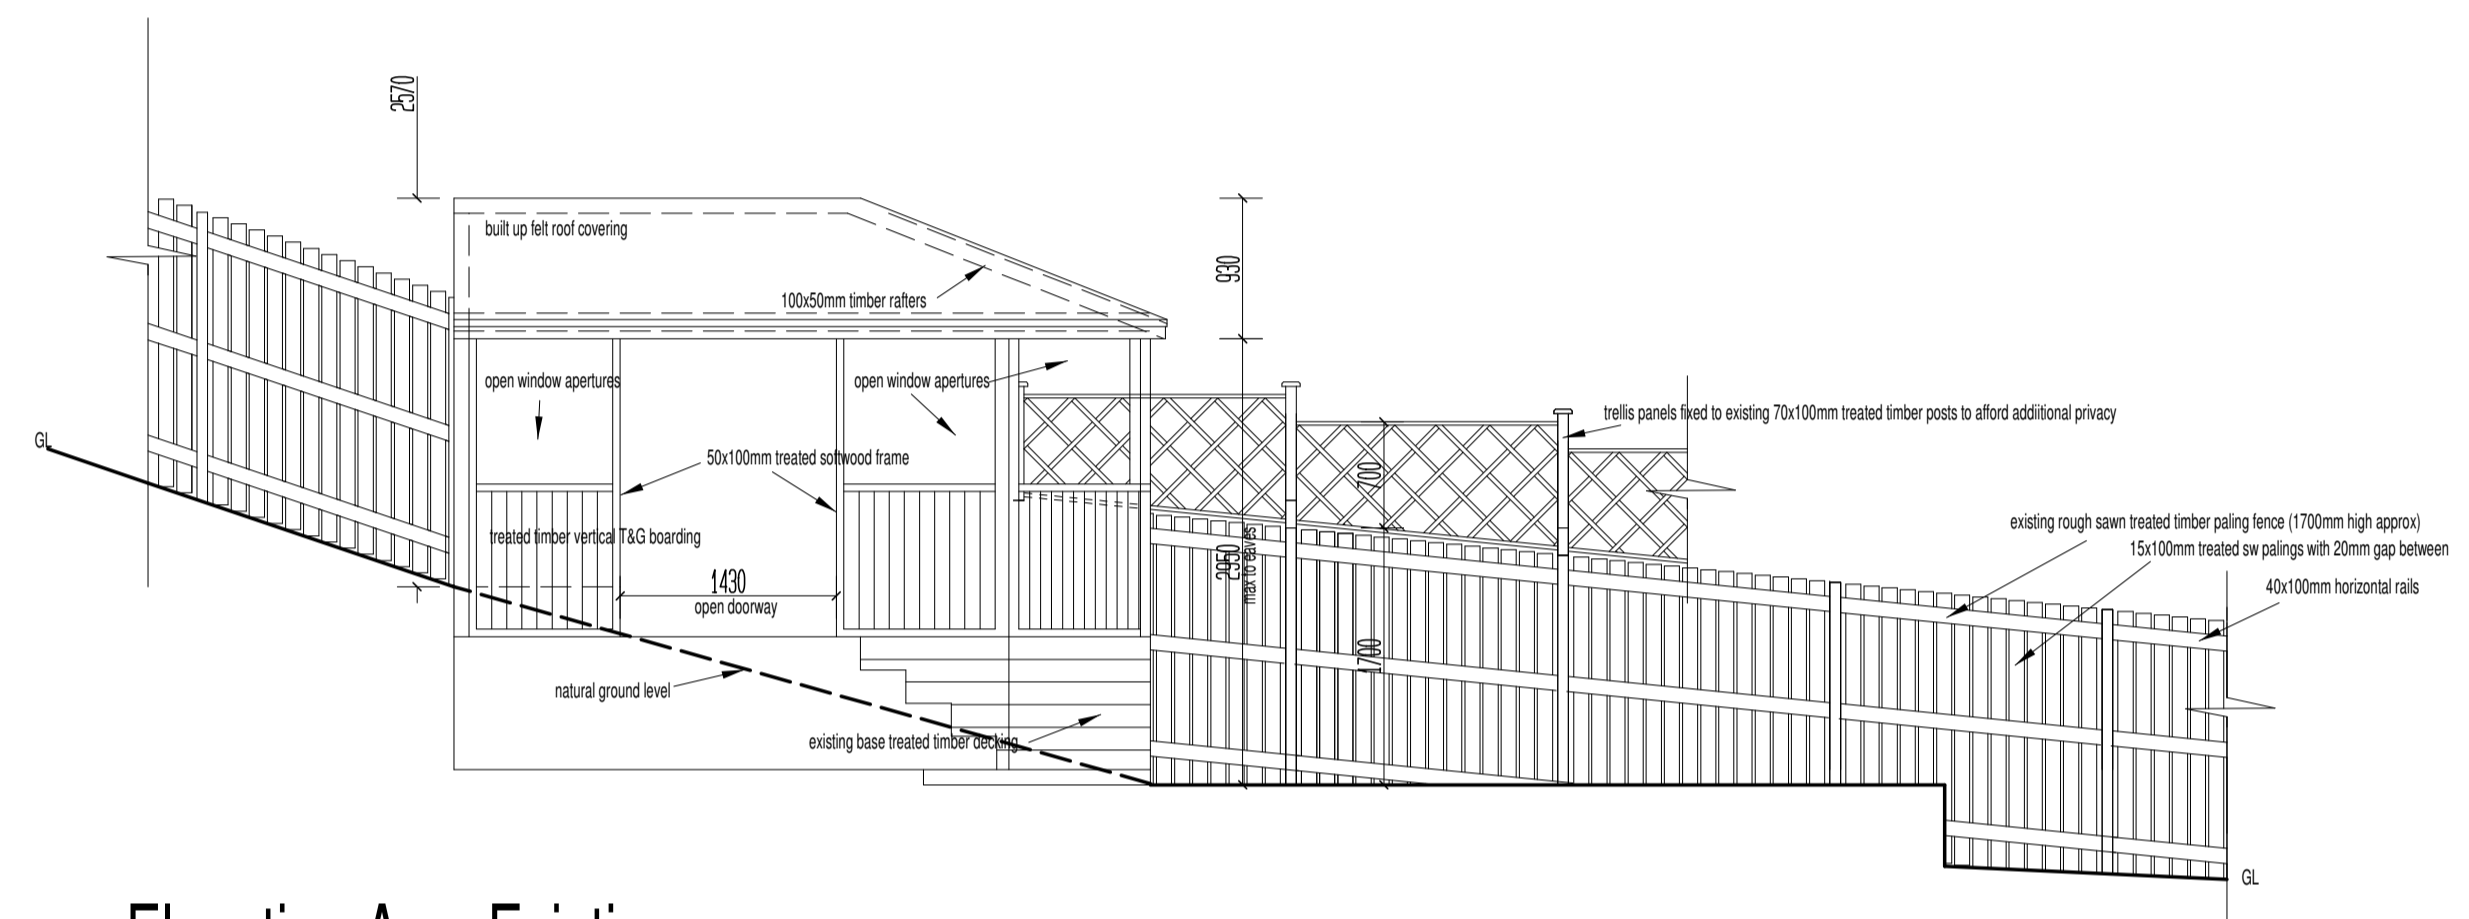 2570
built up felt roof covering
930
100x50mm timber rafters
open window apertures
open window apertures
trellis panels fixed to existing 70x100mm treated timber posts to afford addiitional privacy
GL
50x100mm treated softwood frame
700
existing rough sawn treated timber paling fence (1700mm high approx)
treated timber vertical T&G boarding
15x100mm treated sw palings with 20mm gap between
2950
max to eaves
1430
open doorway
40x100mm horizontal rails
1700
natural ground level
existing base treated timber decking
GL